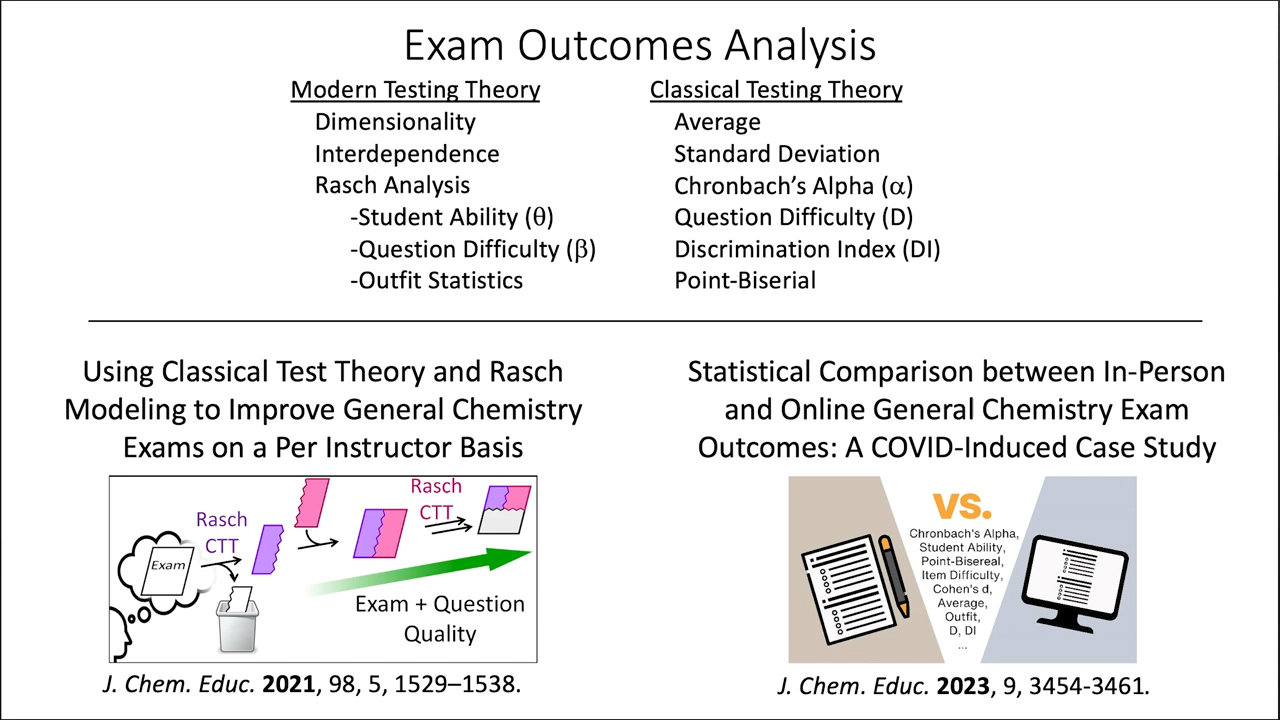 Exam Outcomes Analysis
Modern Testing Theory
Dimensionality
Interdependence
Rasch Analysis
-Student Ability (θ)
-Question Difficulty (β)
-Outfit Statistics
Classical Testing Theory
Average
Standard Deviation
Chronbach’s Alpha (α)
Question Difficulty (D)
Discrimination Index (DI)
Point-Biserial
Using Classical Test Theory and Rasch
Modeling to Improve General Chemistry
Exams on a Per Instructor Basis
Exam
Rasch
CTT
Rasch
CTT
Exam + Question
Quality
J. Chem. Educ. 2021, 98, 5, 1529–1538.
Statistical Comparison between In-Person
and Online General Chemistry Exam
Outcomes: A COVID-Induced Case Study
VS.
Chronbach's Alpha,
Student Ability,
Point-Bisereal,
Item Difficulty,
Cohen's d,
Average,
Outfit,
D, DI
...
J. Chem. Educ. 2023, 9, 3454-3461.